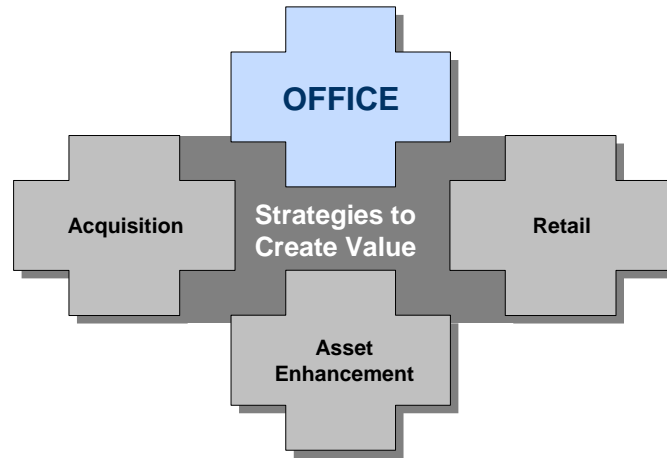 OFFICE
Acquisition
Strategies to
Create Value
Retail
Asset
Enhancement